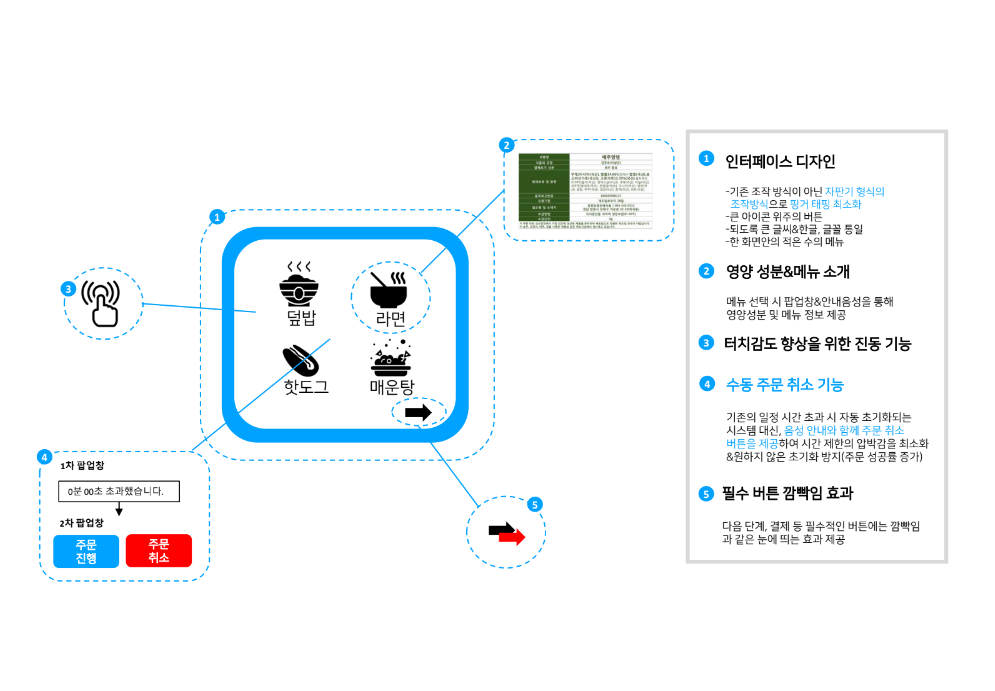 1
덮밥
라면
핫도그
매운탕
2
3
4
1차 팝업창
0분 00초 초과했습니다.
2차 팝업창
주문
진행
주문
취소
5
1 인터페이스 디자인
-기존 조작 방식이 아닌 자판기 형식의
조작방식으로 핑거 태핑 최소화
-큰 아이콘 위주의 버튼
-되도록 큰 글씨&한글, 글꼴 통일
-한 화면안의 적은 수의 메뉴
2 영양 성분&메뉴 소개
메뉴 선택 시 팝업창&안내음성을 통해
영양성분 및 메뉴 정보 제공
3 터치감도 향상을 위한 진동 기능
4 수동 주문 취소 기능
기존의 일정 시간 초과 시 자동 초기화되는
시스템 대신, 음성 안내와 함께 주문 취소
버튼을 제공하여 시간 제한의 압박감을 최소화
&원하지 않은 초기화 방지(주문 성공률 증가)
5 필수 버튼 깜빡임 효과
다음 단계, 결제 등 필수적인 버튼에는 깜빡임
과 같은 눈에 띄는 효과 제공